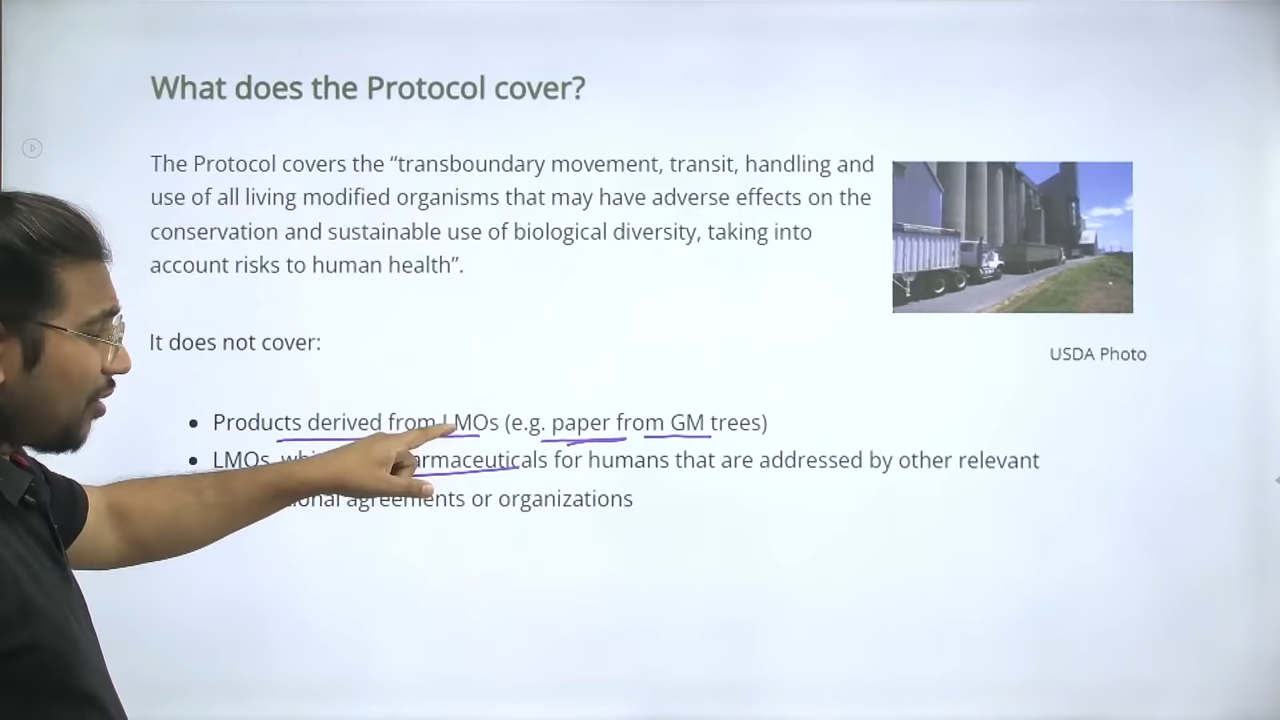 What does the Protocol cover?
The Protocol covers the “transboundary movement, transit, handling and
use of all living modified organisms that may have adverse effects on the
conservation and sustainable use of biological diversity, taking into
account risks to human health”.
USDA Photo
It does not cover:
• Products derived from LMOs (e.g. paper from GM trees)
• LMOs, for humans that are addressed by other relevant
agreements or organizations